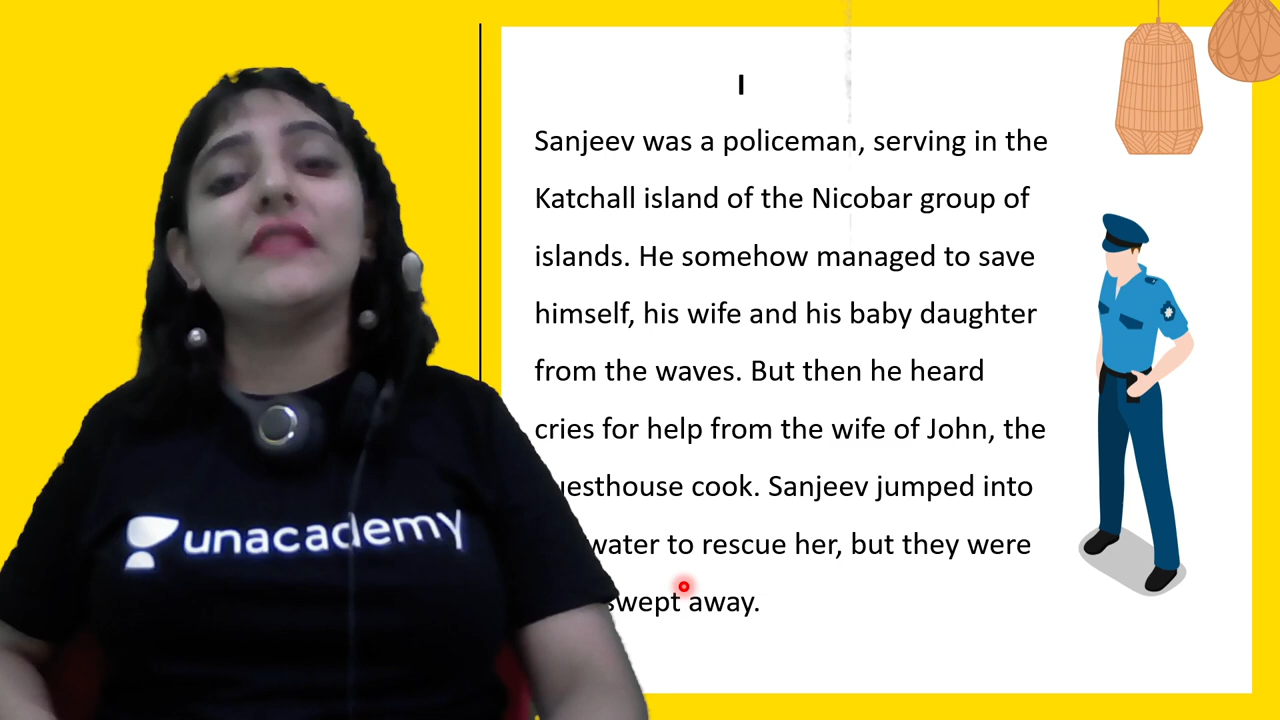 I
Sanjeev was a policeman, serving in the
Katchall island of the Nicobar group of
islands. He somehow managed to save
himself, his wife and his baby daughter
from the waves. But then he heard
cries for help from the wife of John, the
cook. Sanjeev jumped into
water to rescue her, but they were
swept away.
unacademy